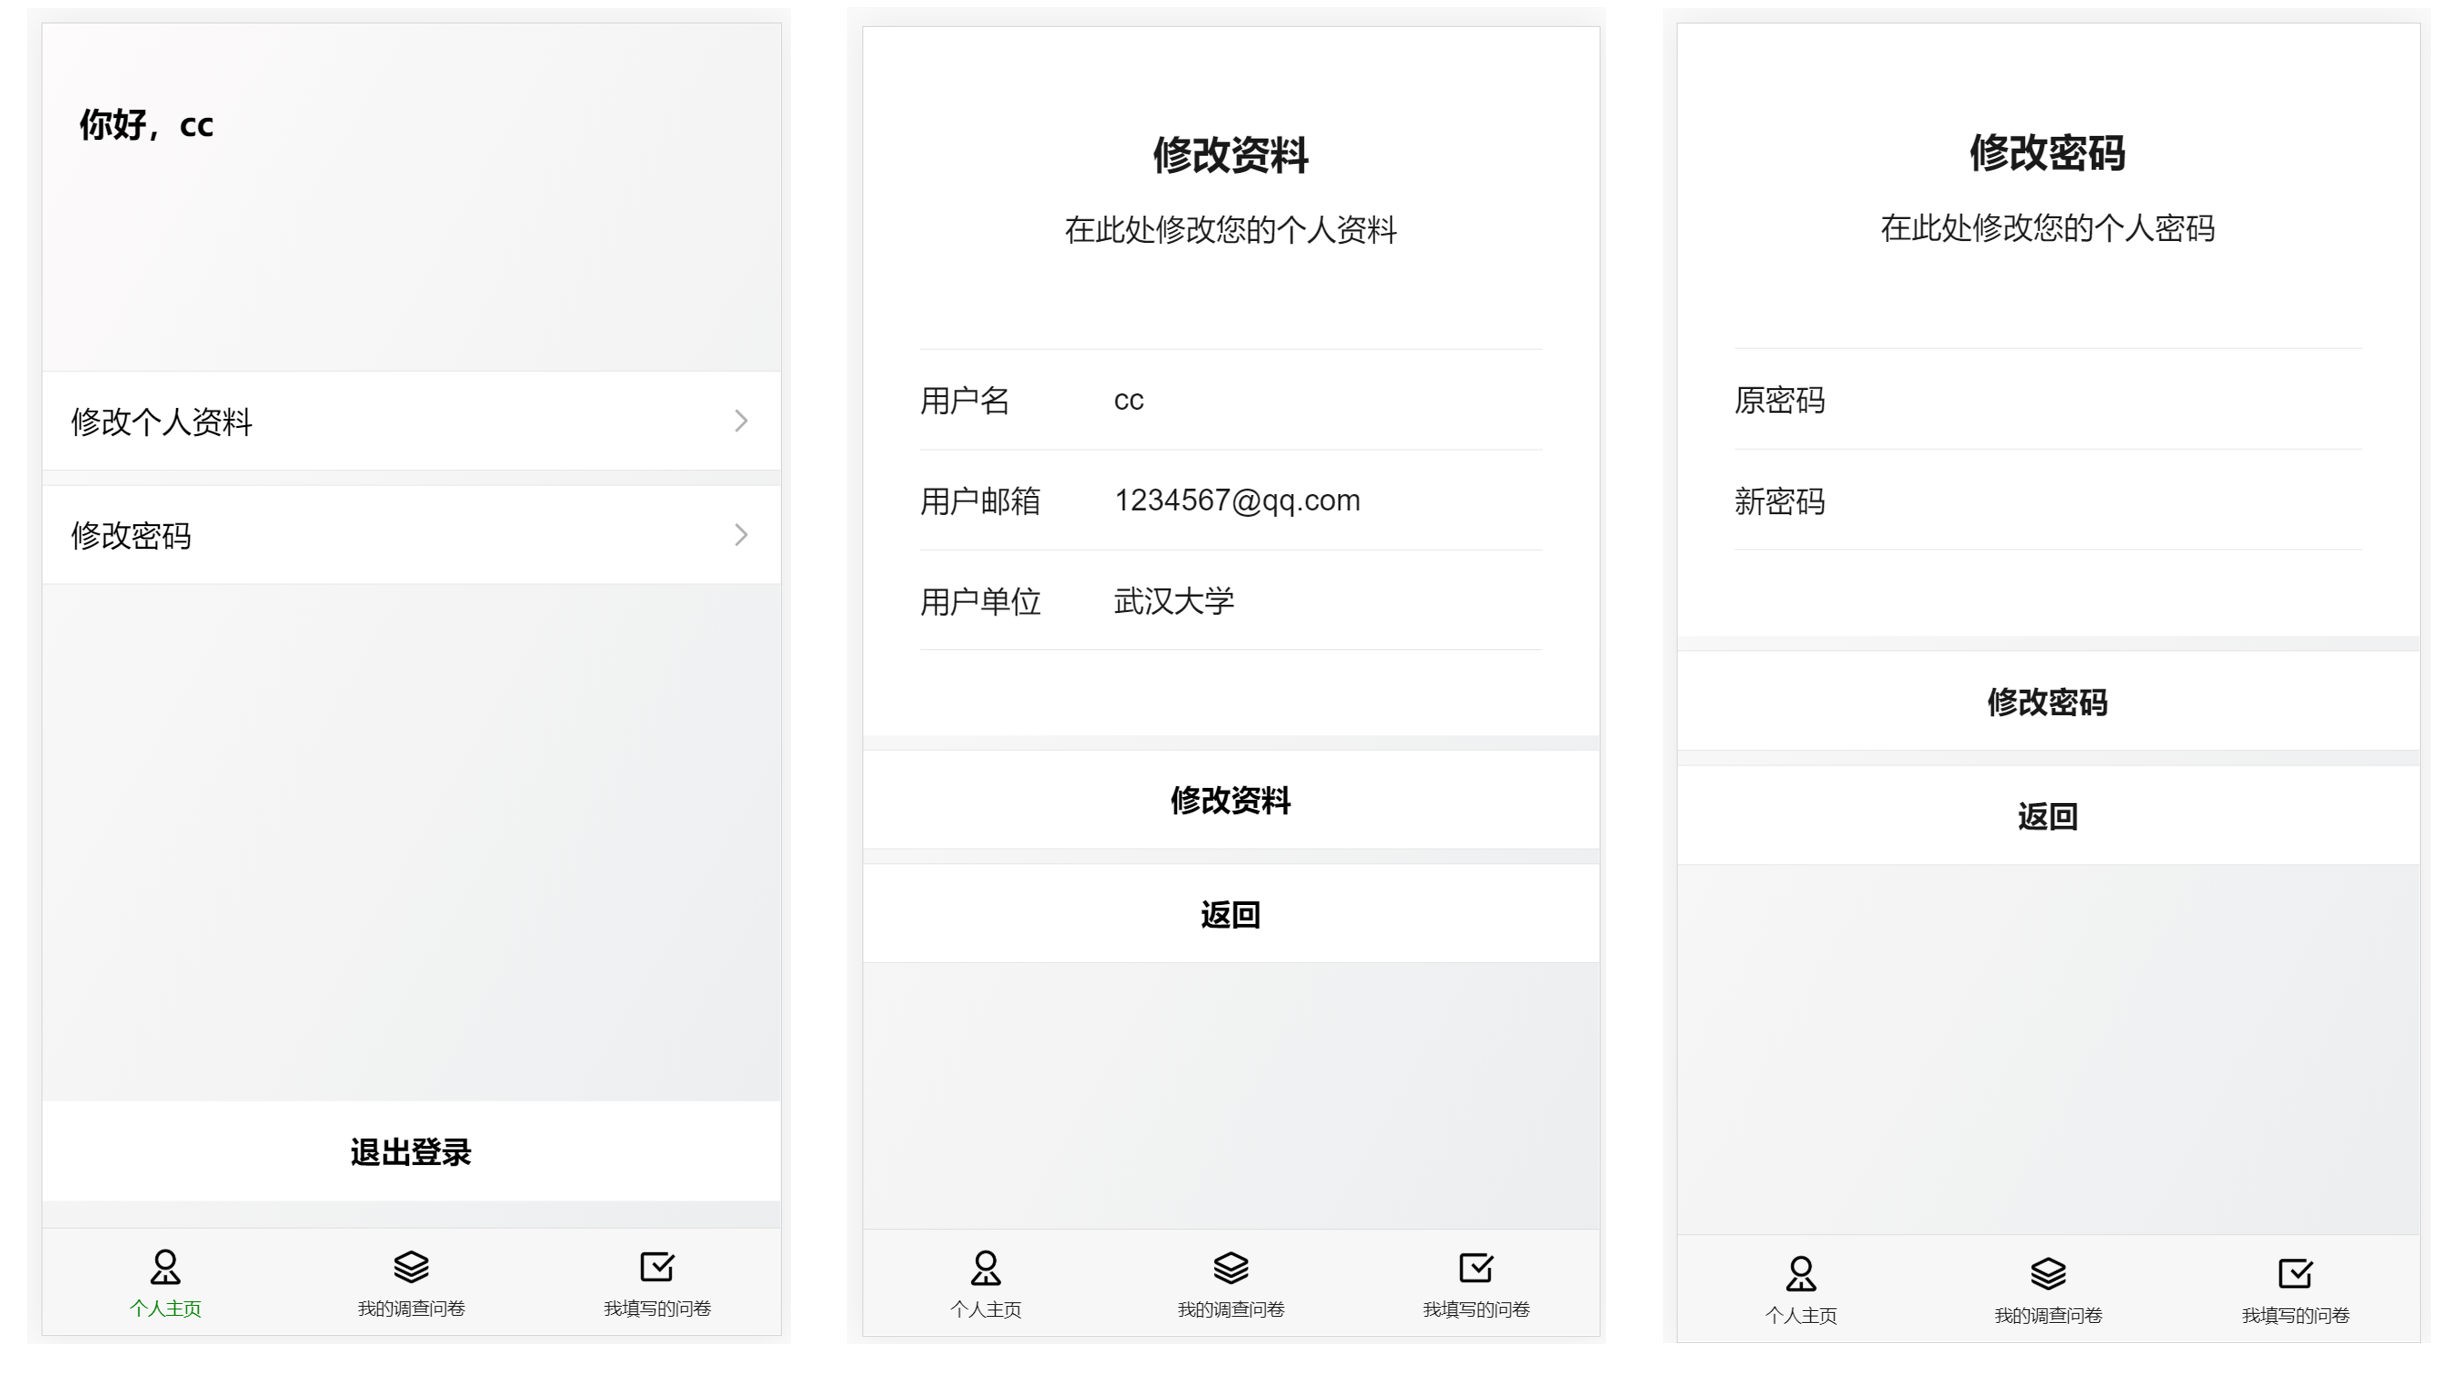 你好，cc
修改个人资料
修改密码
退出登录
个人主页
我的调查问卷
我填写的问卷
修改资料
在此处修改您的个人资料
用户名 cc
用户邮箱 1234567@qq.com
用户单位 武汉大学
修改资料
返回
个人主页
我的调查问卷
我填写的问卷
修改密码
在此处修改您的个人密码
原密码
新密码
修改密码
返回
个人主页
我的调查问卷
我填写的问卷